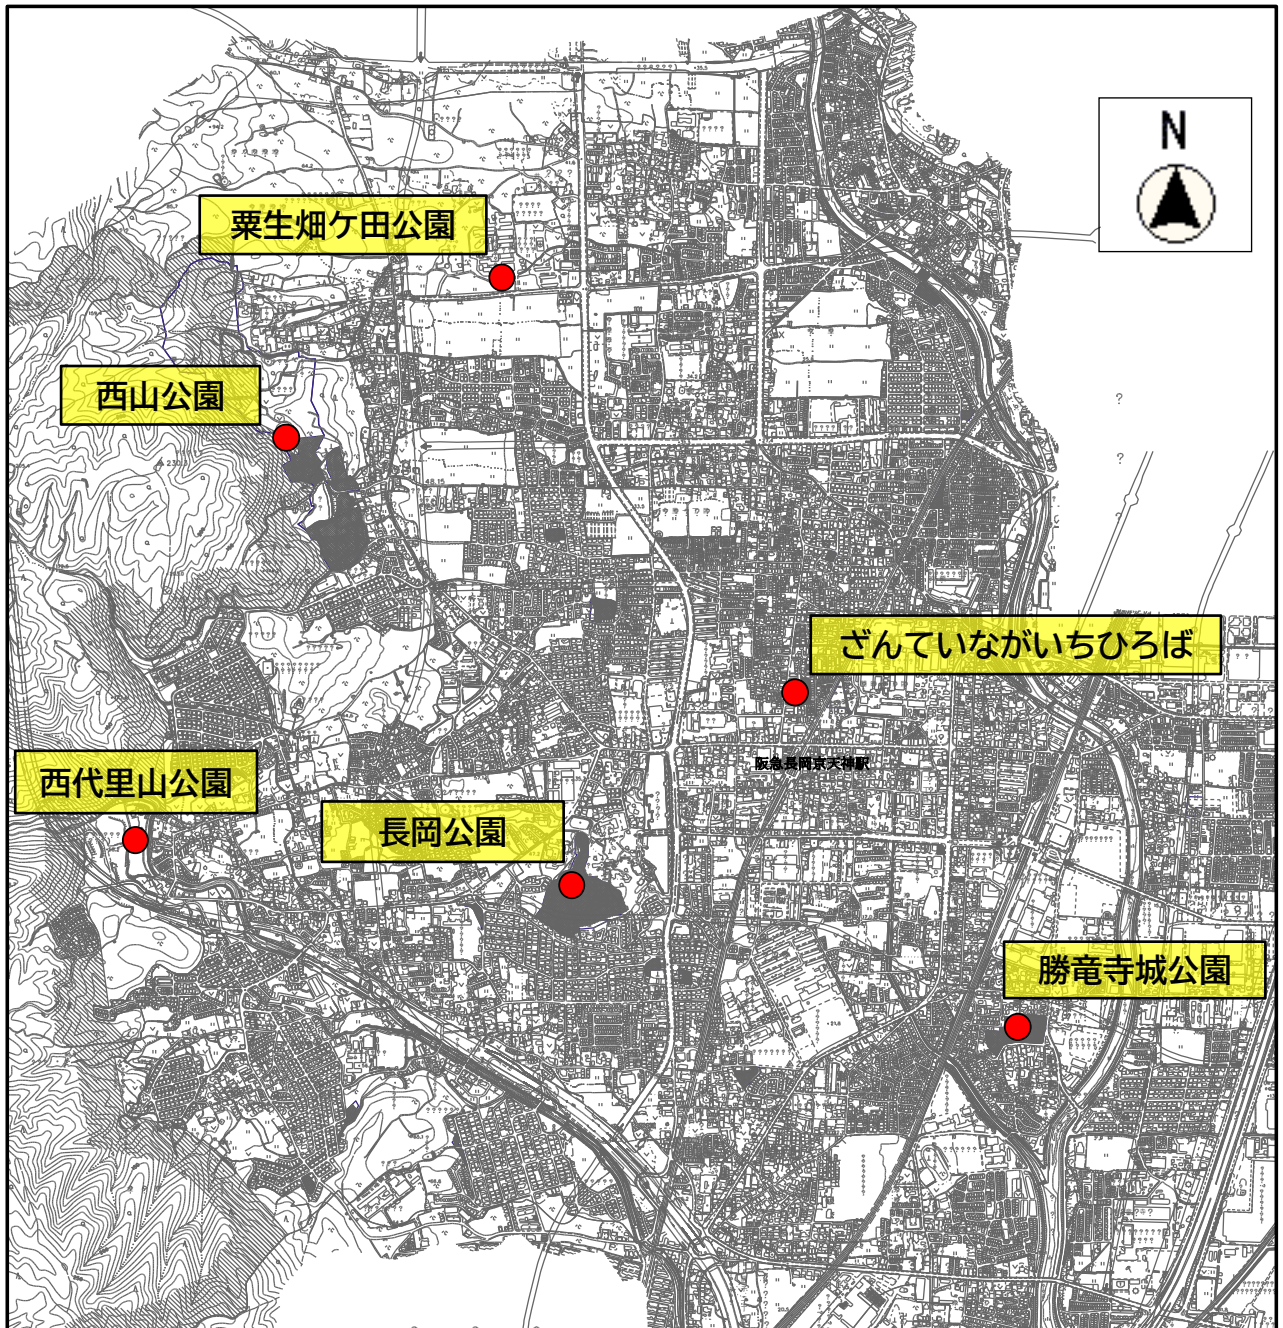 N
粟生畑ケ田公園
西山公園
ざんていながいちひろば
阪急長岡京天神駅
西代里山公園
長岡公園
勝竜寺城公園